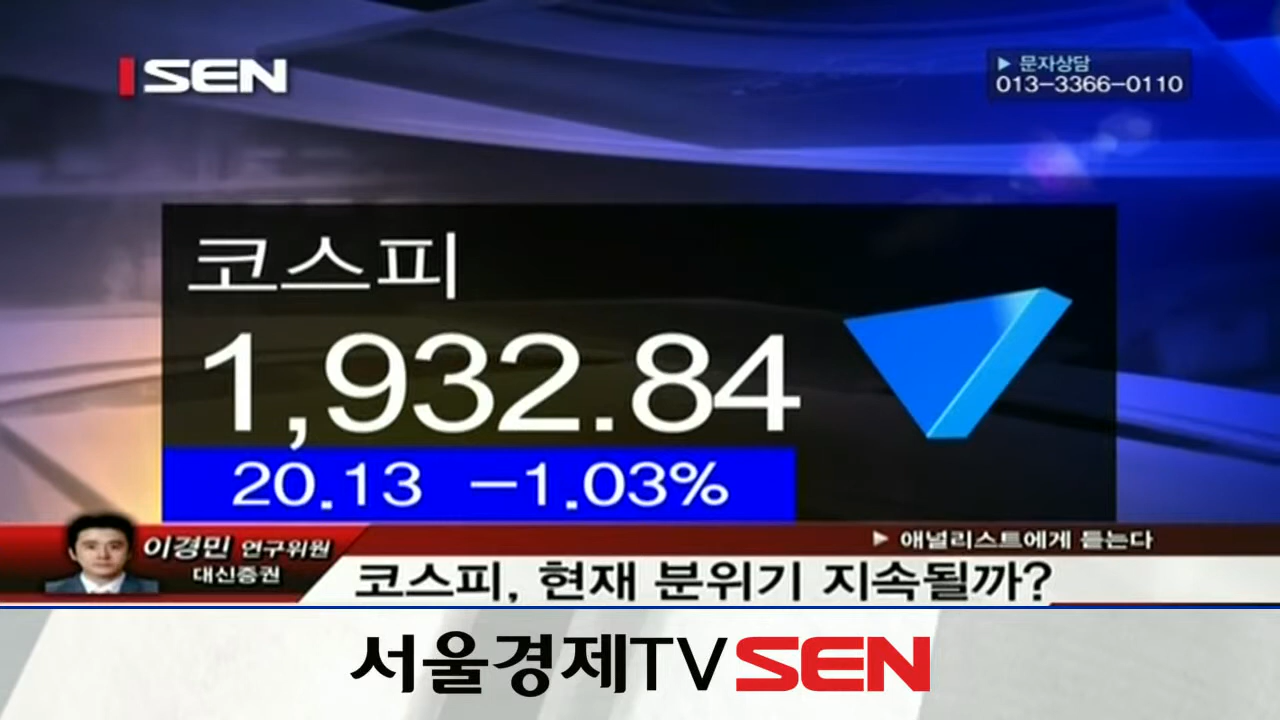 SEN
▶ 문자상담
013-3366-0110
코스피
1,932.84
20.13 -1.03%
이경민 연구위원
대신증권
▶ 애널리스트에게 듣는다
코스피, 현재 분위기 지속될까?
서울경제TV SEN